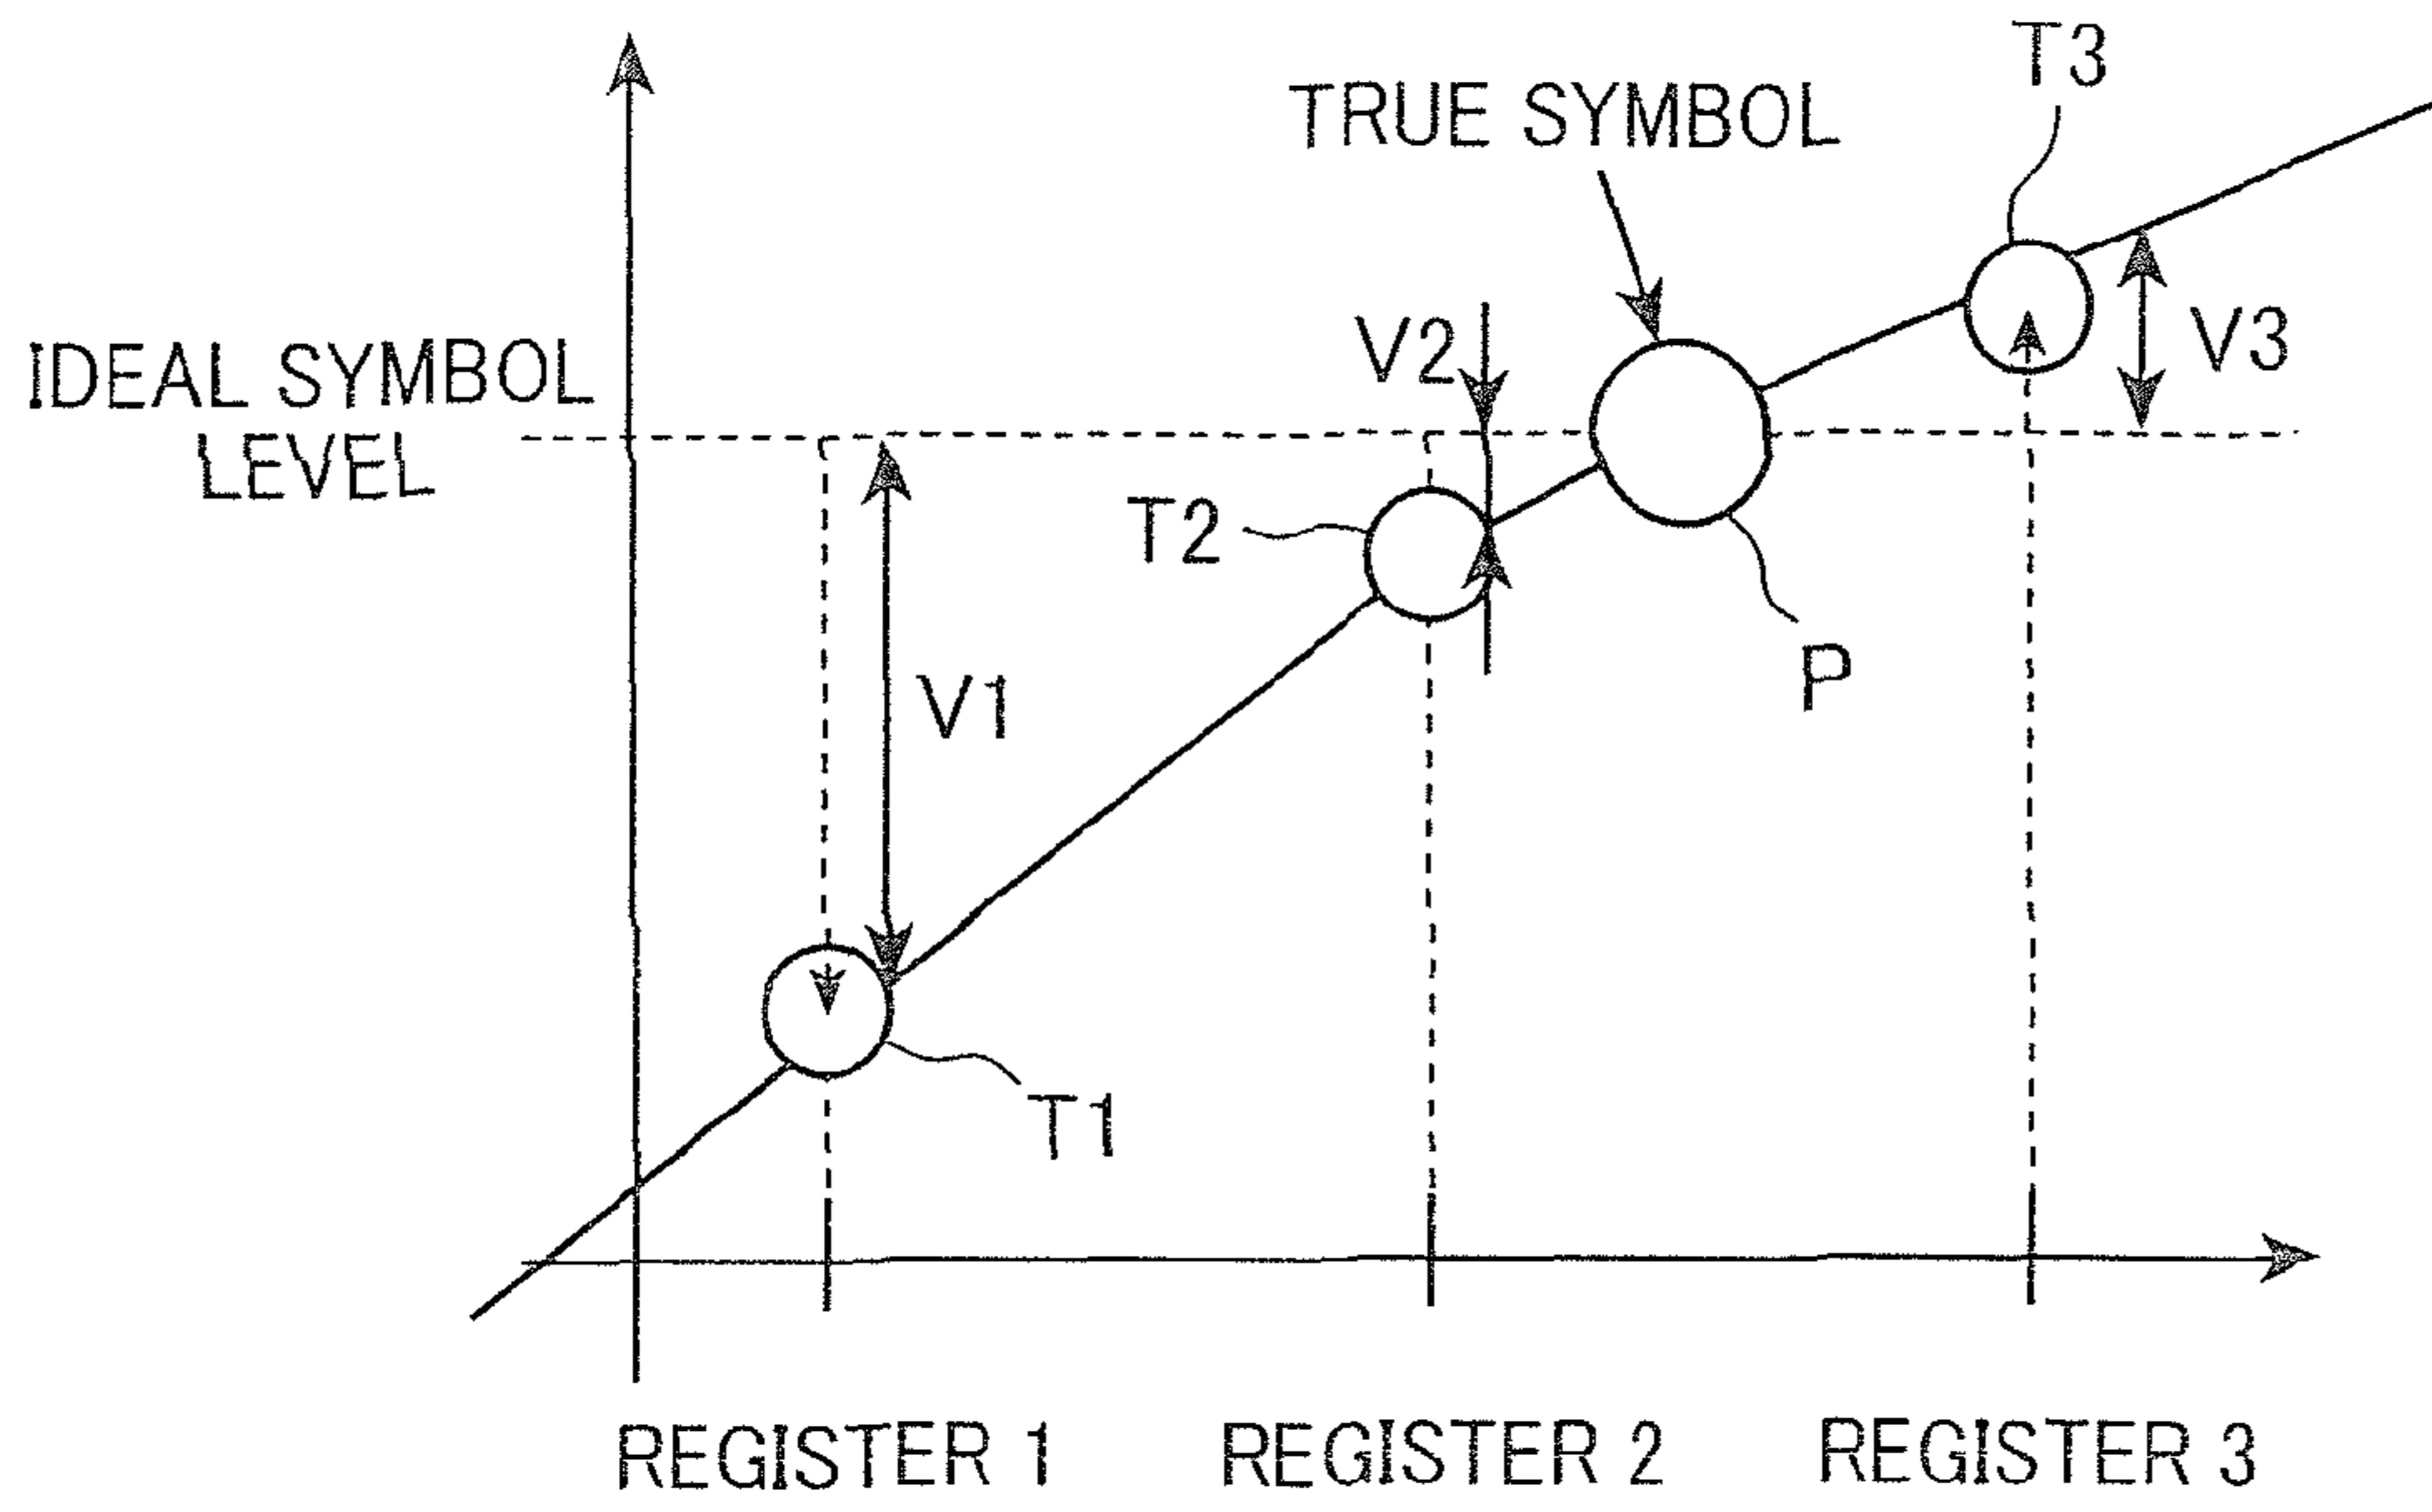 T3
TRUE SYMBOL
V2
V3
IDEAL SYMBOL
LEVEL
T2
P
V1
T1
REGISTER 1 REGISTER 2 REGISTER 3